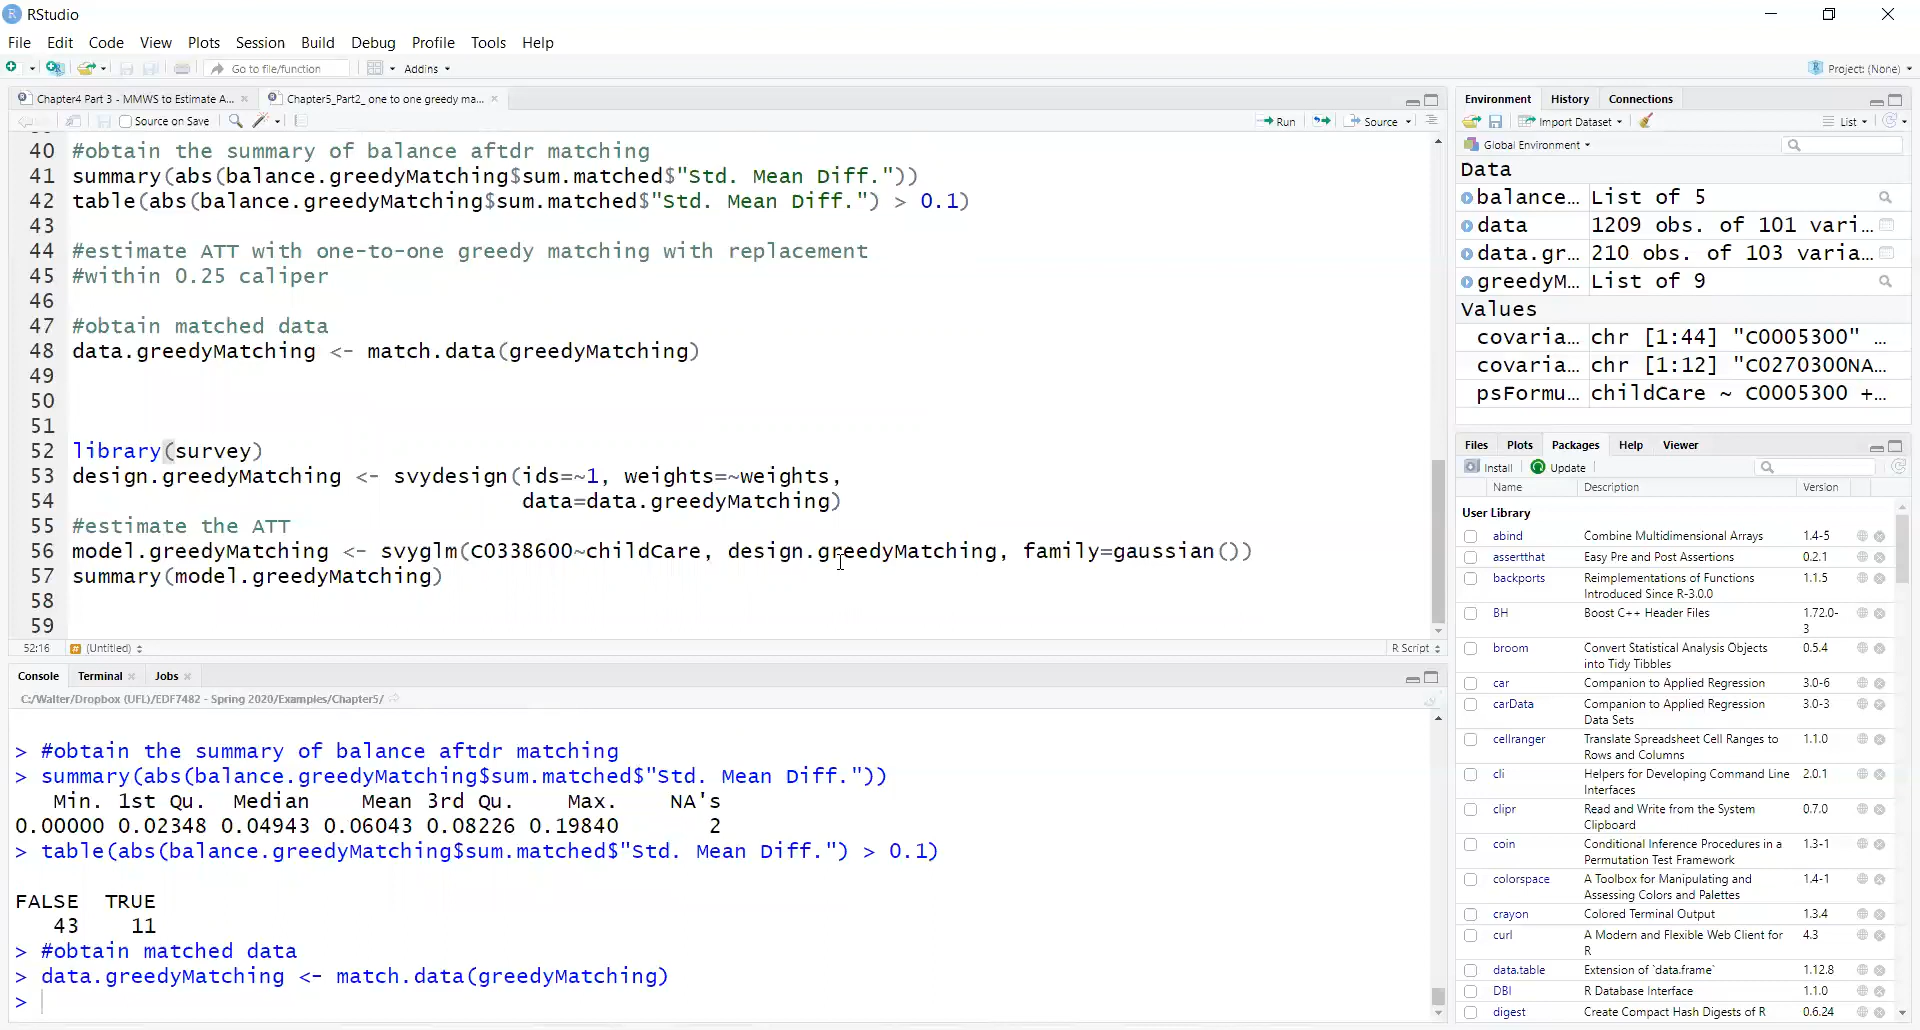 RStudio
File Edit Code View Plots Session Build Debug Profile Tools Help
Go to file/function Addins Project: (None)
Chapter4 Part 3 - MMWS to Estimate A... Chapter5_Part2_ one to one greedy ma...
Source on Save Run Source
40 #obtain the summary of balance aftdr matching
41 summary(abs(balance.greedyMatching$sum.matched$"Std. Mean Diff."))
42 table(abs(balance.greedyMatching$sum.matched$"Std. Mean Diff.") > 0.1)
43
44 #estimate ATT with one-to-one greedy matching with replacement
45 #within 0.25 caliper
46
47 #obtain matched data
48 data.greedyMatching <- match.data(greedyMatching)
49
50
51
52 library(survey)
53 design.greedyMatching <- svydesign(ids=~1, weights=~weights,
54 data=data.greedyMatching)
55 #estimate the ATT
56 model.greedyMatching <- svyglm(C0338600~childCare, design.greedyMatching, family=gaussian())
57 summary(model.greedyMatching)
58
59
52:16 (Untitled) R Script
Console Terminal Jobs
C:/Walter/Dropbox (UFL)/EDF7482 - Spring 2020/Examples/Chapter5/
> #obtain the summary of balance aftdr matching
> summary(abs(balance.greedyMatching$sum.matched$"Std. Mean Diff."))
Min. 1st Qu. Median Mean 3rd Qu. Max. NA's
0.00000 0.02348 0.04943 0.06043 0.08226 0.19840 2
> table(abs(balance.greedyMatching$sum.matched$"Std. Mean Diff.") > 0.1)
FALSE TRUE
43 11
> #obtain matched data
> data.greedyMatching <- match.data(greedyMatching)
>
Environment History Connections
Import Dataset List
Global Environment
Data
balance... List of 5
data 1209 obs. of 101 vari...
data.gr... 210 obs. of 103 varia...
greedyM... List of 9
Values
covaria... chr [1:44] "C0005300" ...
covaria... chr [1:12] "C0270300NA...
psFormu... childCare ~ C0005300 +...
Files Plots Packages Help Viewer
Install Update
Name Description Version
User Library
abind Combine Multidimensional Arrays 1.4-5
assertthat Easy Pre and Post Assertions 0.2.1
backports Reimplementations of Functions 1.1.5
Introduced Since R-3.0.0
BH Boost C++ Header Files 1.72.0-
3
broom Convert Statistical Analysis Objects 0.5.4
into Tidy Tibbles
car Companion to Applied Regression 3.0-6
carData Companion to Applied Regression 3.0-3
Data Sets
cellranger Translate Spreadsheet Cell Ranges to 1.1.0
Rows and Columns
cli Helpers for Developing Command Line 2.0.1
Interfaces
clipr Read and Write from the System 0.7.0
Clipboard
coin Conditional Inference Procedures in a 1.3-1
Permutation Test Framework
colorspace A Toolbox for Manipulating and 1.4-1
Assessing Colors and Palettes
crayon Colored Terminal Output 1.3.4
curl A Modern and Flexible Web Client for 4.3
R
data.table Extension of `data.frame` 1.12.8
DBI R Database Interface 1.1.0
digest Create Compact Hash Digests of R 0.6.24